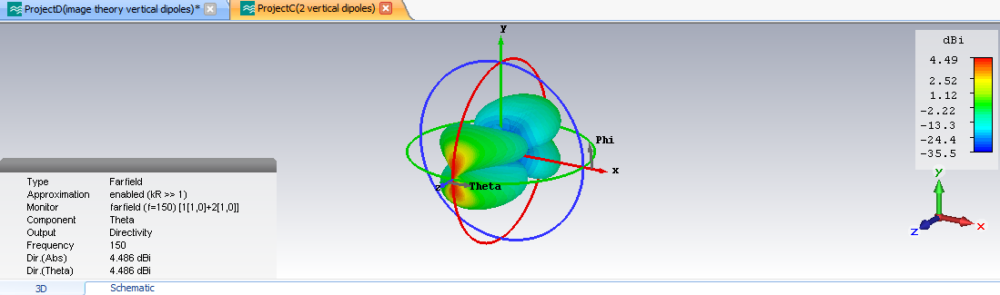 ProjectD(image theory vertical dipoles)* ProjectC(2 vertical dipoles)
y
dBi
4.49
2.52
1.12
-2.22
-13.3
-24.4
-35.5
Phi
x
z Theta
y
x
z
Type Farfield
Approximation enabled (kR >> 1)
Monitor farfield (f=150) [1[1,0]+2[1,0]]
Component Theta
Output Directivity
Frequency 150
Dir.(Abs) 4.486 dBi
Dir.(Theta) 4.486 dBi
3D Schematic